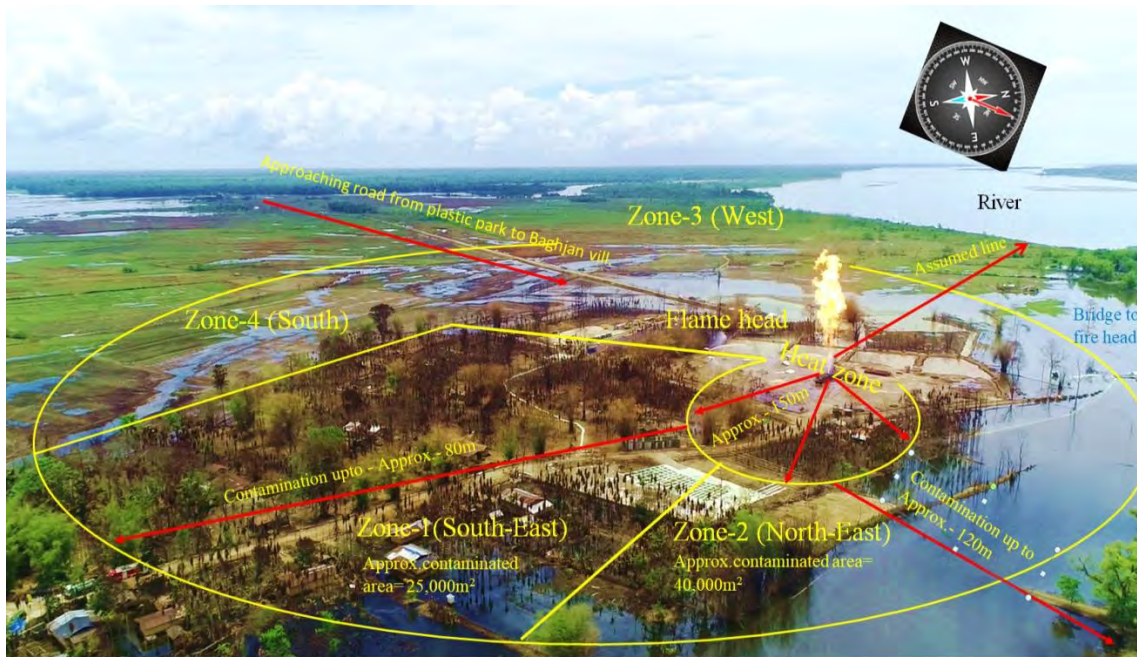 W
N
S
E
River
Approaching road from plastic park to Baghjan vill
Zone-3 (West)
Assumed line
Zone-4 (South)
Flame head
Bridge to
fire head
Heat zone
Approx.- 150m
Contamination upto - Approx.- 80m
Contamination up to
Approx.- 120m
Zone-1(South-East)
Approx.contaminated
area= 25,000m²
Zone-2 (North-East)
Approx.contaminated area=
40,000m²